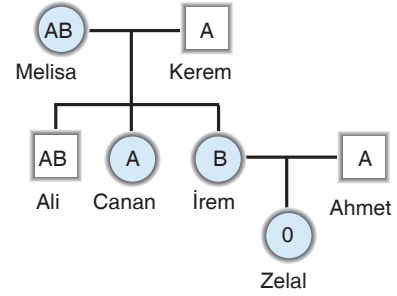 AB A
Melisa Kerem
AB A B A
Ali Canan İrem Ahmet
0
Zelal